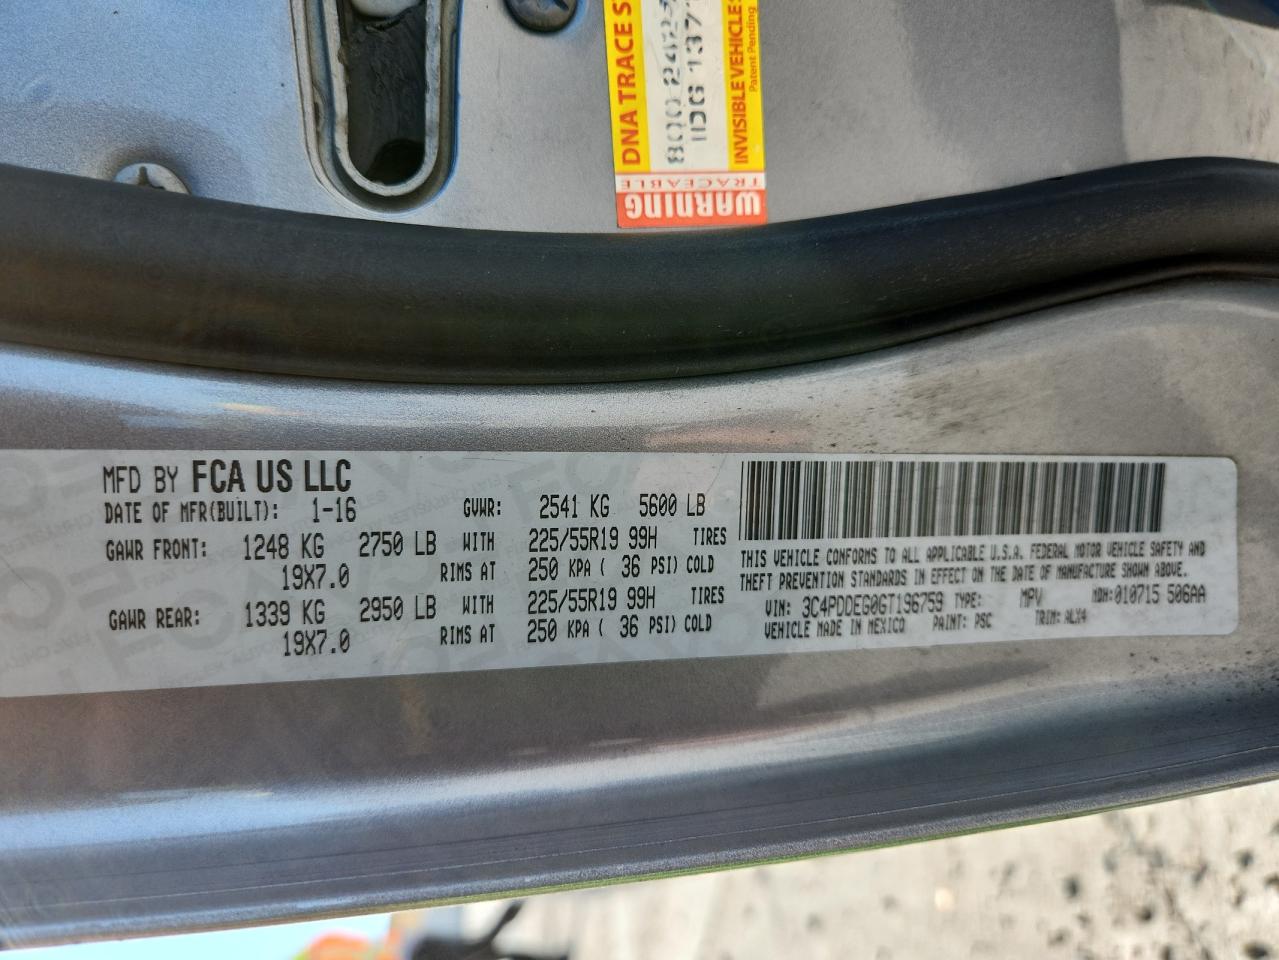 DNA TRACE
INVISIBLE VEHICLE
Patent Pending
TRACEABLE
WARNING
MFD BY FCA US LLC
DATE OF MFR(BUILT): 1-16 GVWR: 2541 KG 5600 LB
GAWR FRONT: 1248 KG 2750 LB WITH 225/55R19 99H TIRES
19X7.0 RIMS AT 250 KPA ( 36 PSI) COLD
GAWR REAR: 1339 KG 2950 LB WITH 225/55R19 99H TIRES
19X7.0 RIMS AT 250 KPA ( 36 PSI) COLD
THIS VEHICLE CONFORMS TO ALL APPLICABLE U.S.A. FEDERAL MOTOR VEHICLE SAFETY AND
THEFT PREVENTION STANDARDS IN EFFECT ON THE DATE OF MANUFACTURE SHOWN ABOVE.
VIN: 3C4PDDEG0GT196759 TYPE: MPV MDH:010715 506AA
VEHICLE MADE IN MEXICO PAINT: PSC TRIM: ALX4